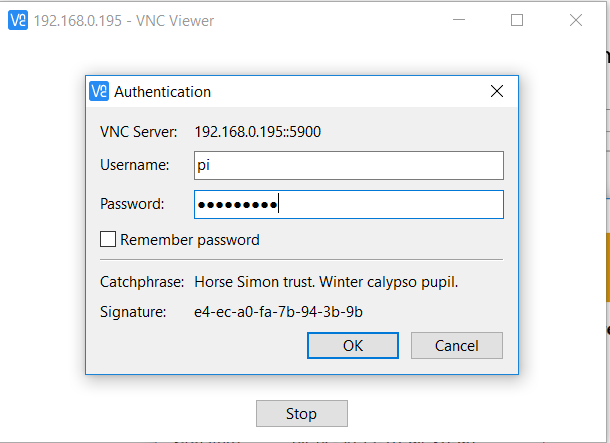 VC 192.168.0.195 - VNC Viewer
VC Authentication
VNC Server: 192.168.0.195::5900
Username: pi
Password: ●●●●●●●●●
Remember password
Catchphrase: Horse Simon trust. Winter calypso pupil.
Signature: e4-ec-a0-fa-7b-94-3b-9b
OK Cancel
Stop